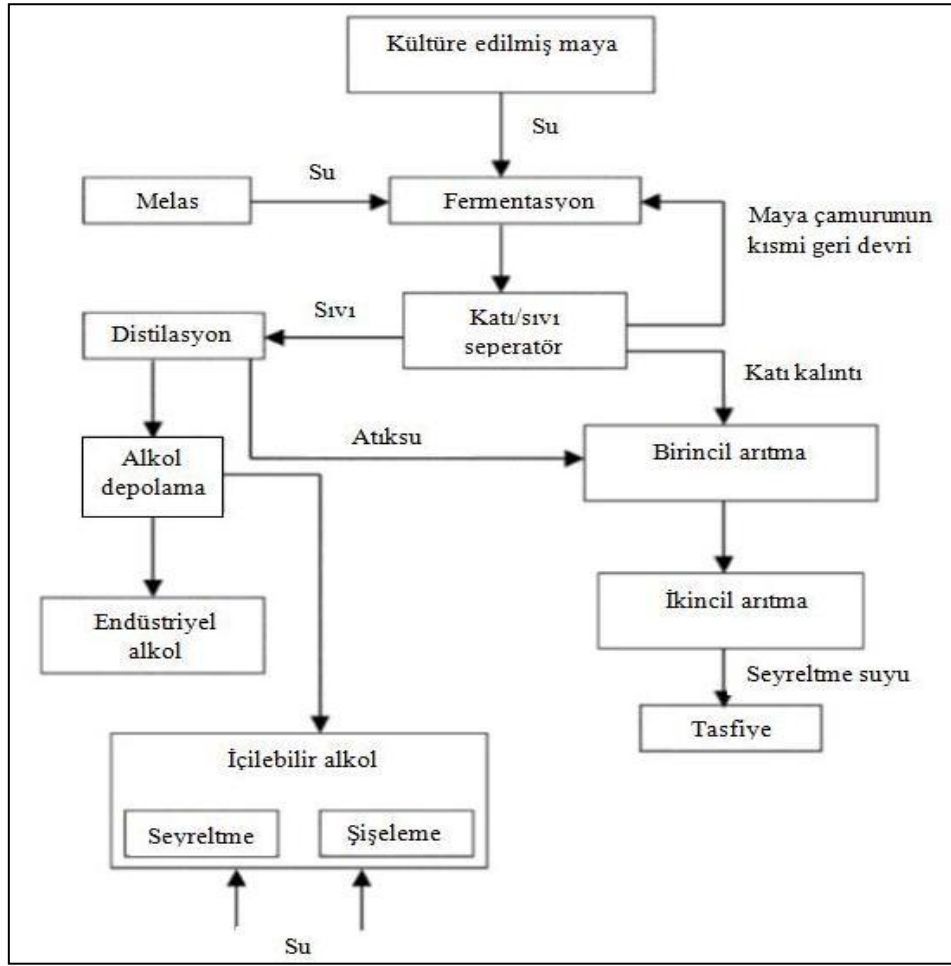 Kültüre edilmiş maya
Su
Su
Melas
Fermentasyon
Maya çamurunun
kısmi geri devri
Sıvı
Katı/sıvı
seperatör
Distilasyon
Katı kalıntı
Atıksu
Birincil arıtma
Alkol
depolama
İkincil arıtma
Endüstriyel
alkol
Seyreltme suyu
Tasfiye
İçilebilir alkol
Seyreltme
Şişeleme
Su